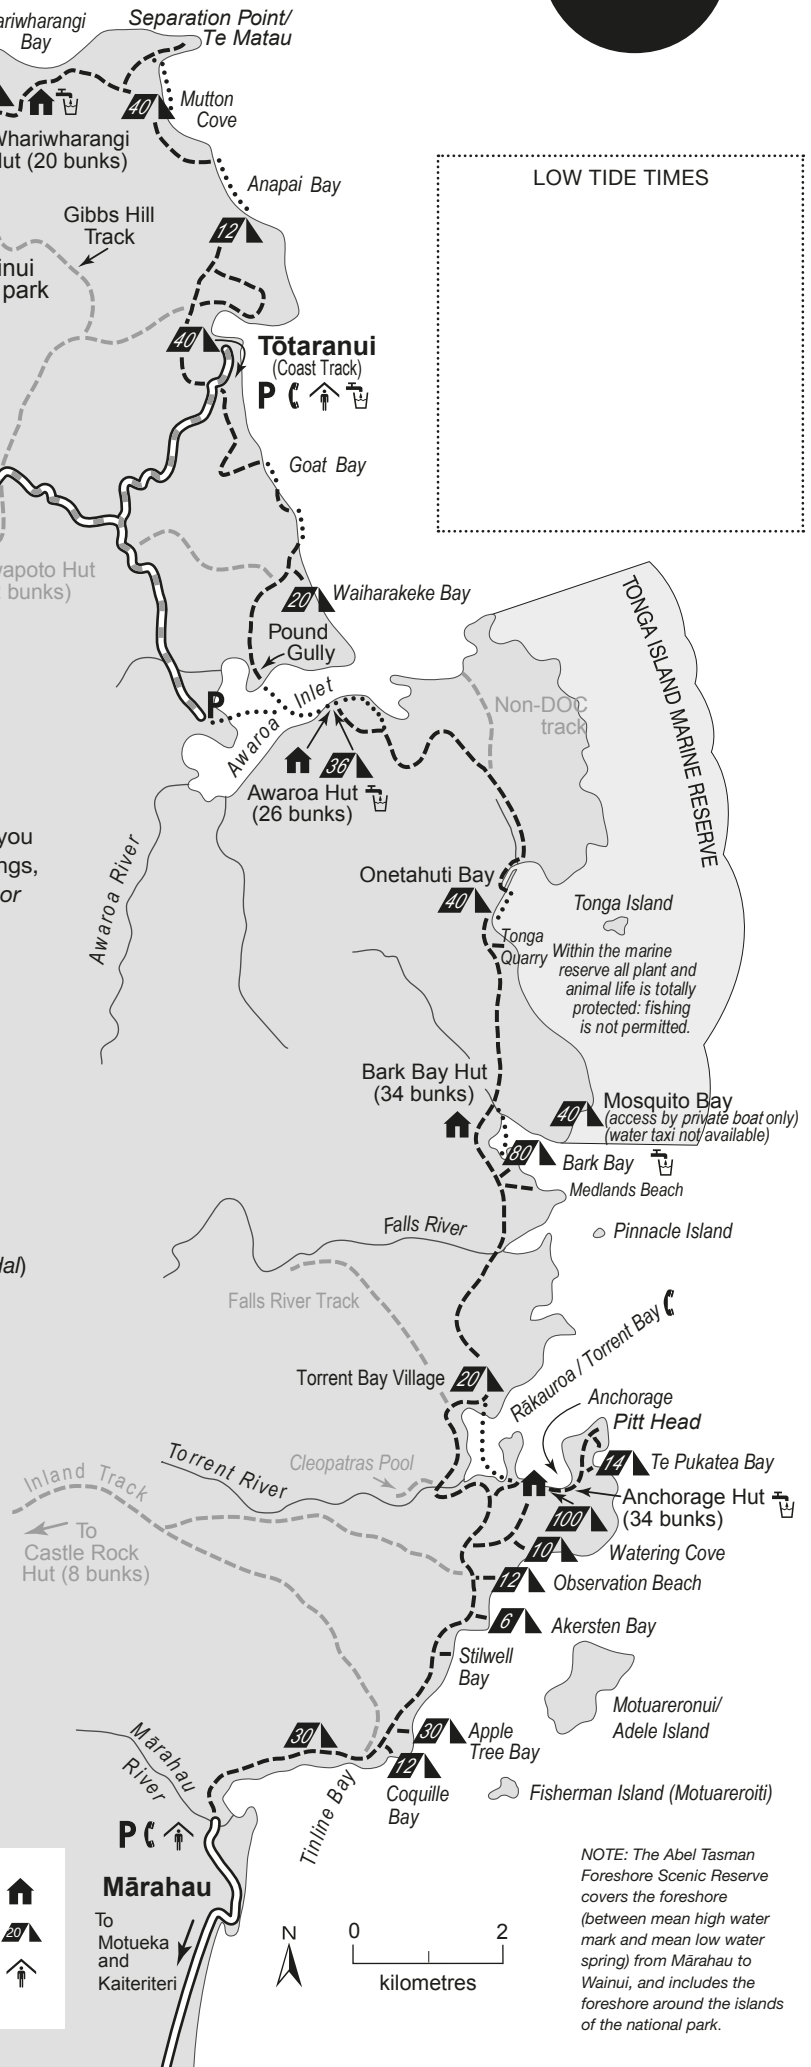 ariwharangi
Bay
Separation Point/
Te Matau
40
Mutton
Cove
Whariwharangi
ut (20 bunks)
Anapai Bay
Gibbs Hill
Track
12
inui
park
40
Tōtaranui
(Coast Track)
P
LOW TIDE TIMES
Goat Bay
apoto Hut
bunks)
20
Waiharakeke Bay
Pound
Gully
P
Awaroa Inlet
36
Awaroa Hut
(26 bunks)
Non-DOC
track
TONGA ISLAND MARINE RESERVE
you
ngs,
or
Awaroa River
Onetahuti Bay
40
Tonga Island
Tonga
Quarry
Within the marine
reserve all plant and
animal life is totally
protected: fishing
is not permitted.
Bark Bay Hut
(34 bunks)
40
Mosquito Bay
(access by private boat only)
(water taxi not available)
80
Bark Bay
Medlands Beach
Falls River
Pinnacle Island
dal)
Falls River Track
Rākauroa / Torrent Bay
Torrent Bay Village
20
Anchorage
Pitt Head
14
Te Pukatea Bay
Torrent River
Cleopatras Pool
Inland Track
Anchorage Hut
(34 bunks)
100
To
Castle Rock
Hut (8 bunks)
10
Watering Cove
12
Observation Beach
6
Akersten Bay
Stilwell
Bay
Motuareronui/
Adele Island
30
30
Apple
Tree Bay
12
Coquille
Bay
Mārahau
River
Tinline Bay
Fisherman Island (Motuareroiti)
P
Mārahau
To
Motueka
and
Kaiteriteri
20
N
0
2
kilometres
NOTE: The Abel Tasman
Foreshore Scenic Reserve
covers the foreshore
(between mean high water
mark and mean low water
spring) from Mārahau to
Wainui, and includes the
foreshore around the islands
of the national park.